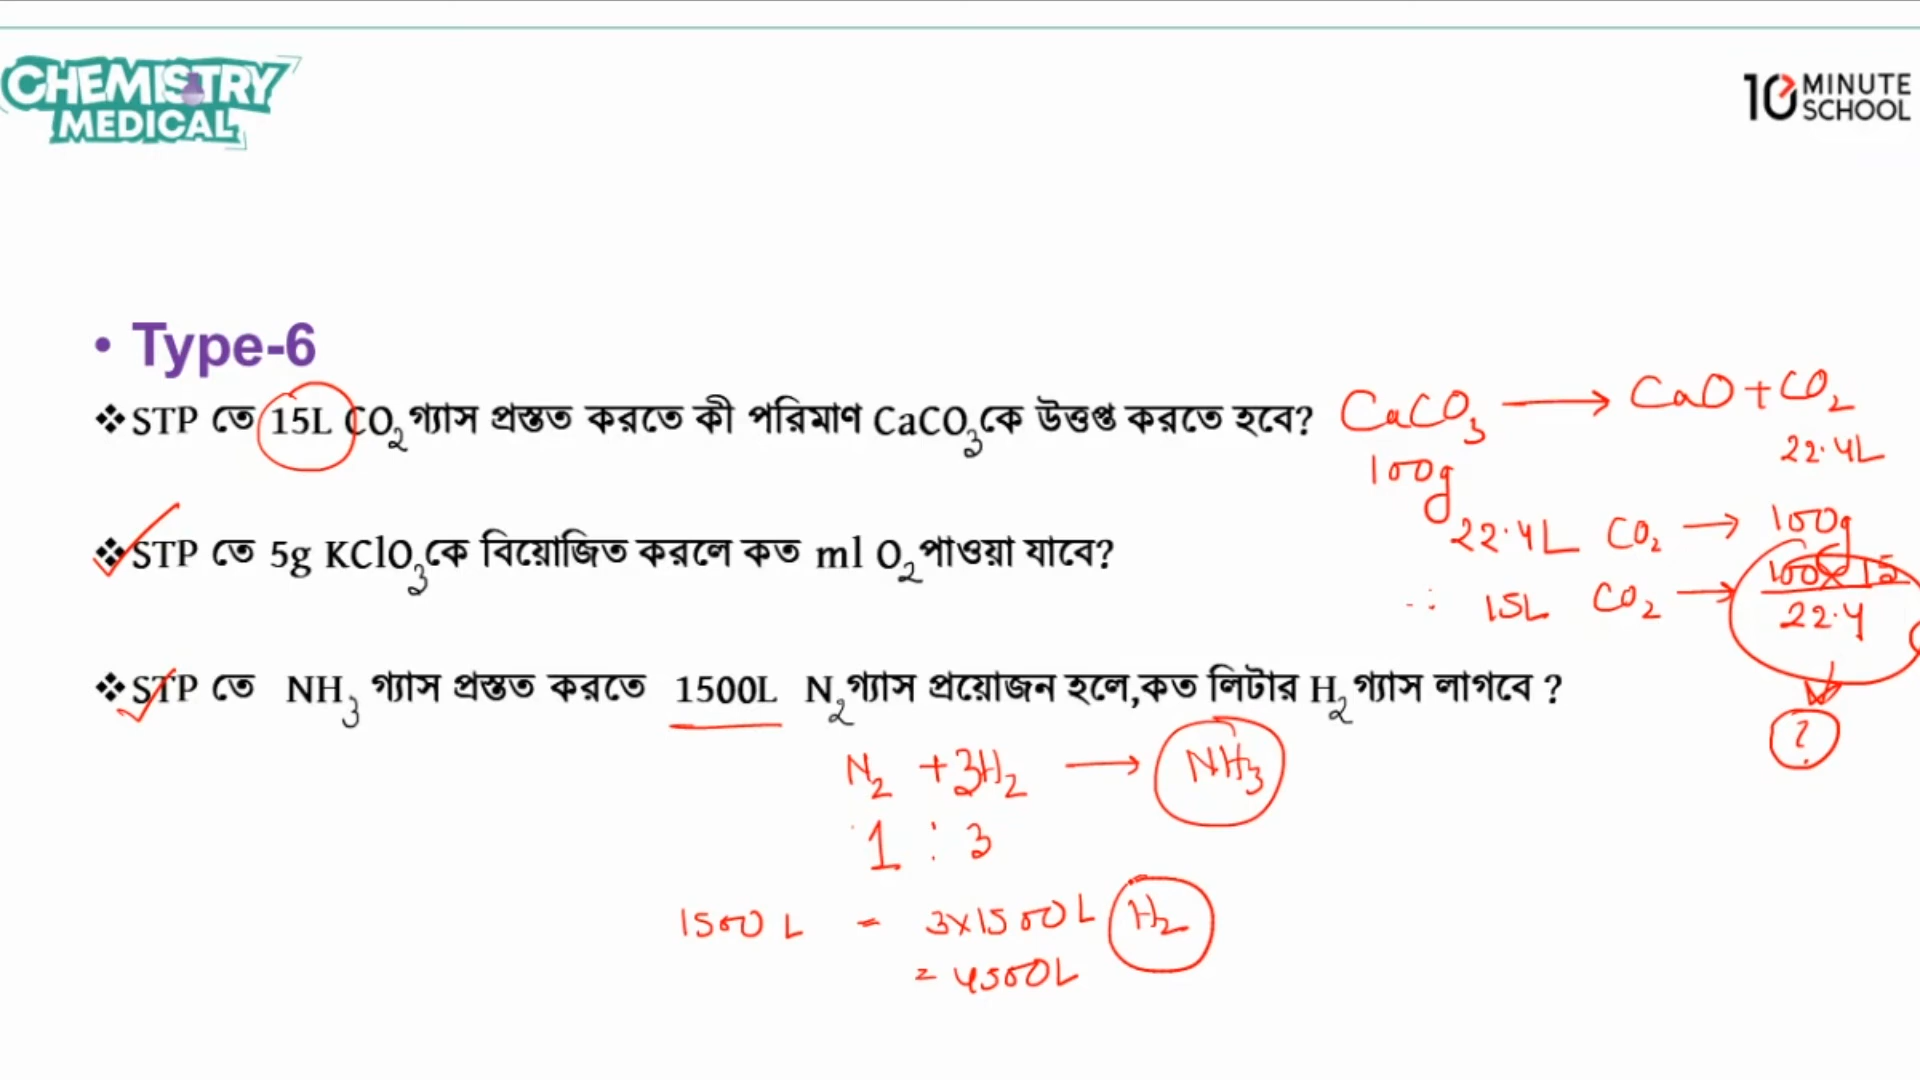 CHEMISTRY
MEDICAL
10 MINUTE
SCHOOL
• Type-6
❖STP তে 15L CO₂ গ্যাস প্রস্তত করতে কী পরিমাণ CaCO₃কে উত্তপ্ত করতে হবে?
CaCO₃ → CaO + CO₂
100g 22.4L
22.4L CO₂ → 100g
∴ 15L CO₂ → 100×15
22.4
?
❖STP তে 5g KClO₃কে বিয়োজিত করলে কত ml O₂ পাওয়া যাবে?
❖STP তে NH₃ গ্যাস প্রস্তত করতে 1500L N₂ গ্যাস প্রয়োজন হলে,কত লিটার H₂ গ্যাস লাগবে ?
N₂ + 3H₂ → NH₃
1 : 3
1500 L = 3×1500 L H₂
= 4500L